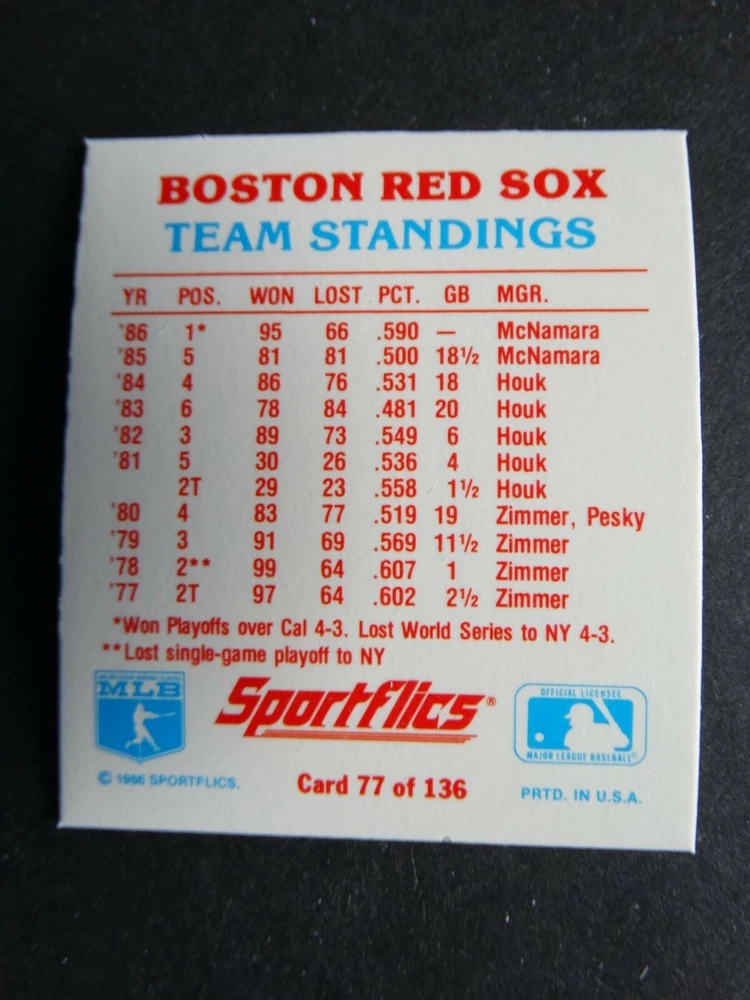 BOSTON RED SOX
TEAM STANDINGS
YR POS. WON LOST PCT. GB MGR.
'86 1* 95 66 .590 — McNamara
'85 5 81 81 .500 18½ McNamara
'84 4 86 76 .531 18 Houk
'83 6 78 84 .481 20 Houk
'82 3 89 73 .549 6 Houk
'81 5 30 26 .536 4 Houk
2T 29 23 .558 1½ Houk
'80 4 83 77 .519 19 Zimmer, Pesky
'79 3 91 69 .569 11½ Zimmer
'78 2** 99 64 .607 1 Zimmer
'77 2T 97 64 .602 2½ Zimmer
*Won Playoffs over Cal 4-3. Lost World Series to NY 4-3.
**Lost single-game playoff to NY
MAJOR LEAGUE BASEBALL PLAYERS
MLB
Sportflics®
OFFICIAL LICENSEE
MAJOR LEAGUE BASEBALL®
© 1986 SPORTFLICS.
Card 77 of 136
PRTD. IN U.S.A.